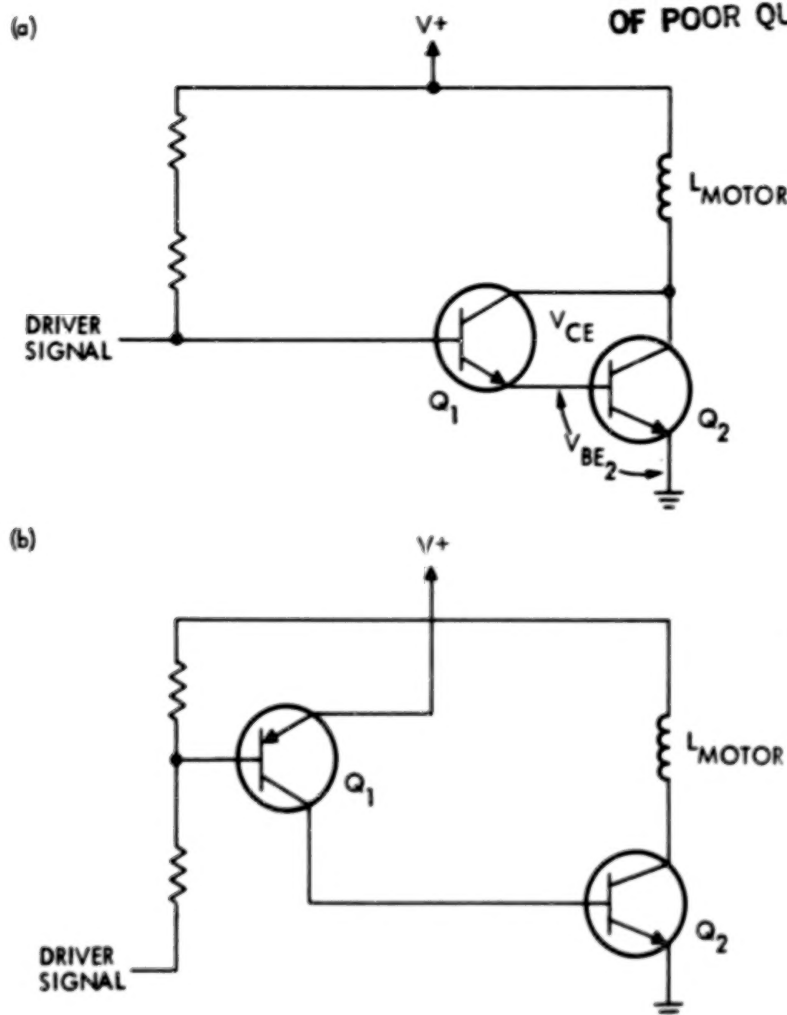 (a)
V+
OF POOR QU
LMOTOR
DRIVER
SIGNAL
VCE
Q1
Q2
VBE2
(b)
V+
Q1
LMOTOR
Q2
DRIVER
SIGNAL